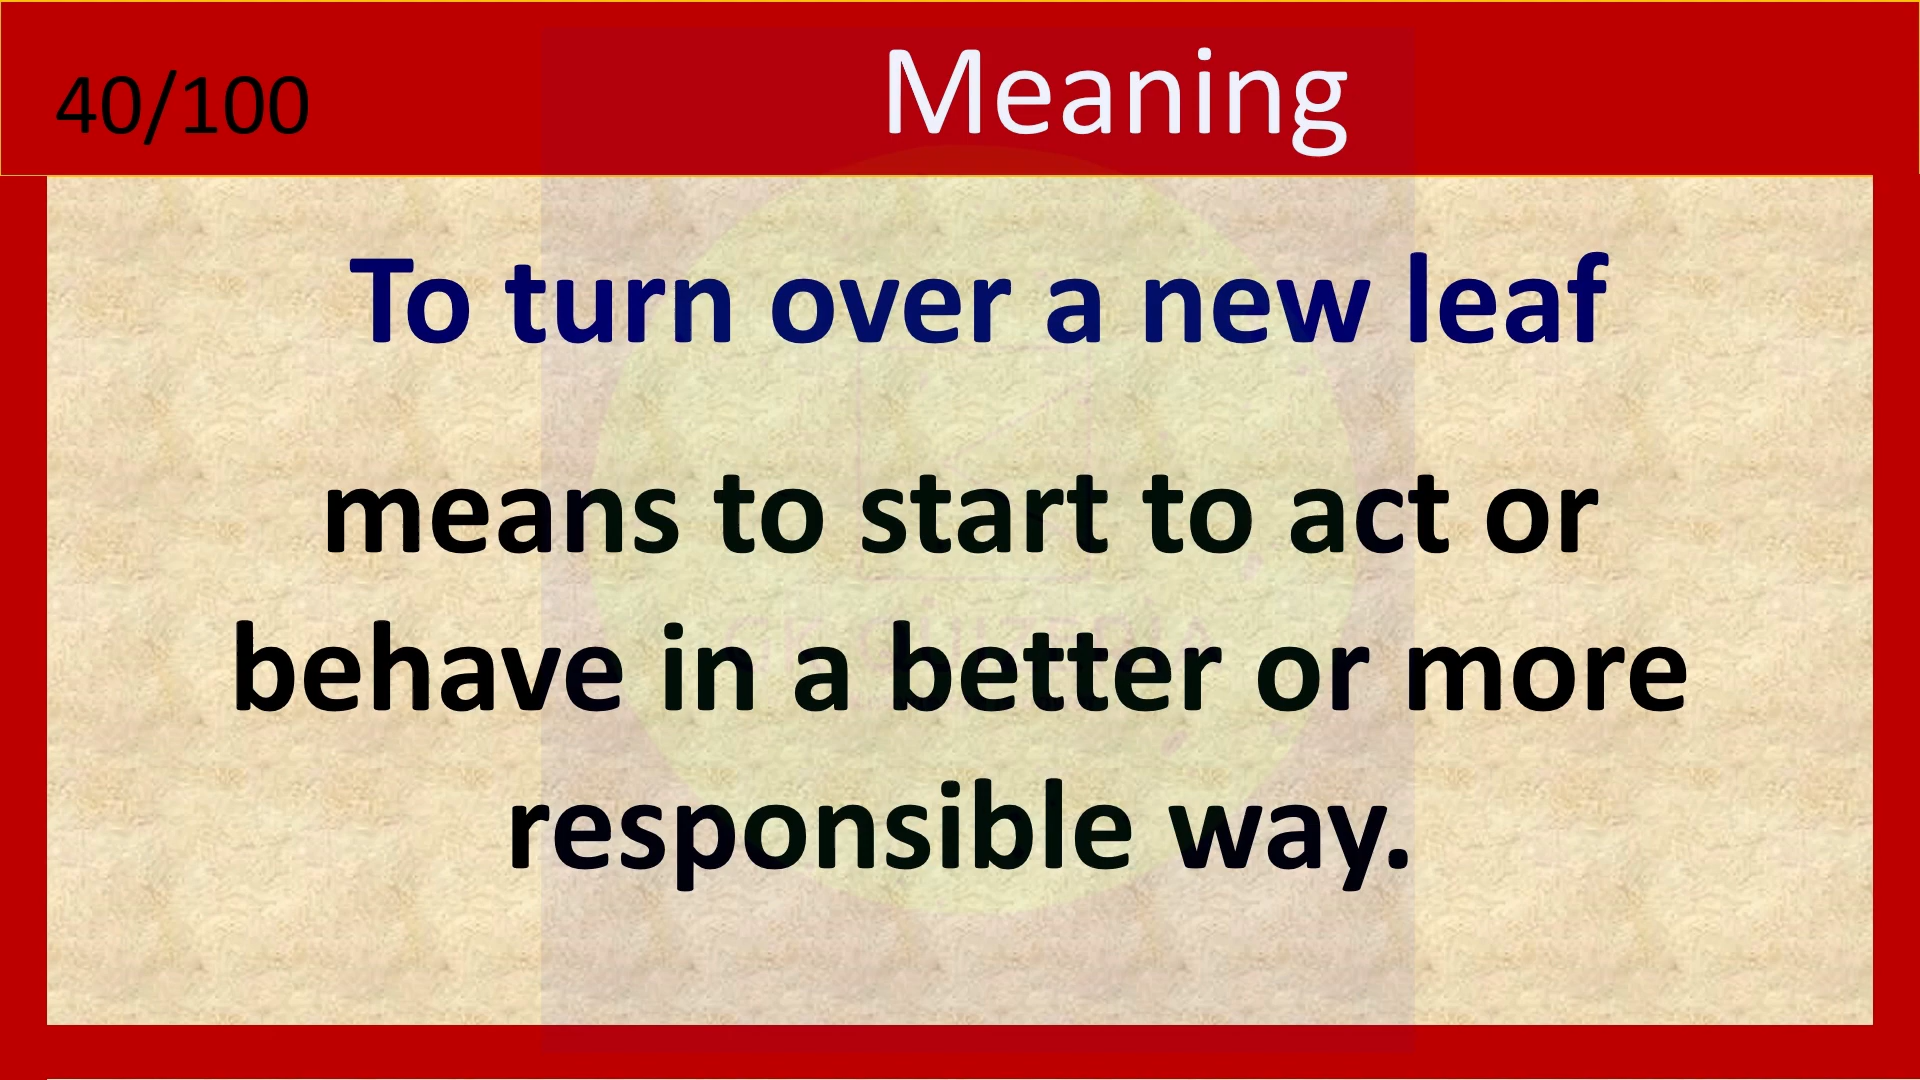 40/100
Meaning
To turn over a new leaf
means to start to act or
behave in a better or more
responsible way.